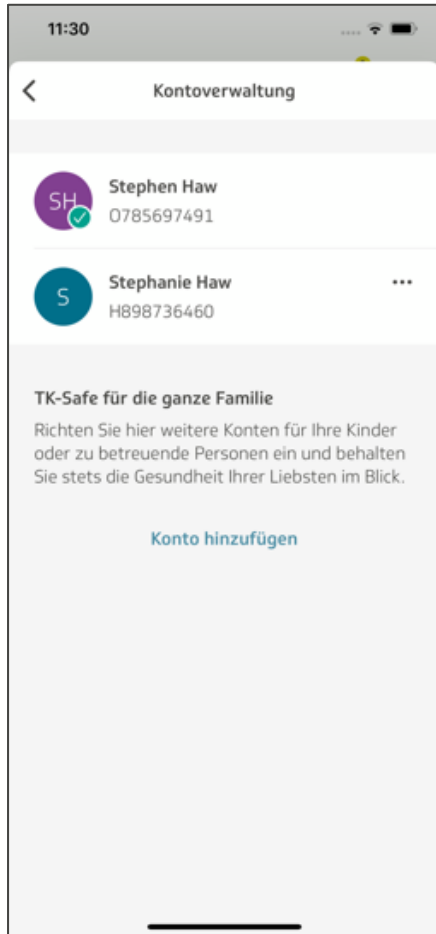 11:30
Kontoverwaltung
SH
Stephen Haw
O785697491
S
Stephanie Haw
H898736460
TK-Safe für die ganze Familie
Richten Sie hier weitere Konten für Ihre Kinder
oder zu betreuende Personen ein und behalten
Sie stets die Gesundheit Ihrer Liebsten im Blick.
Konto hinzufügen